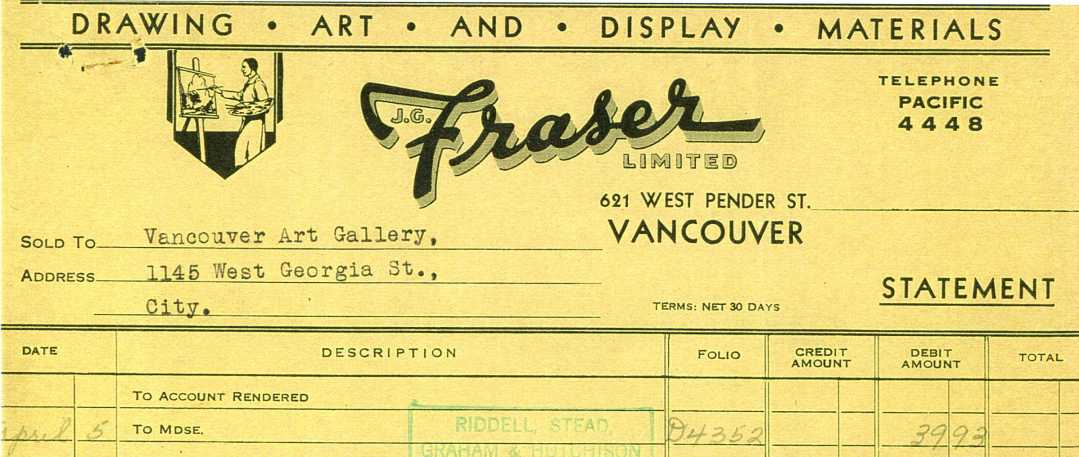 DRAWING • ART • AND • DISPLAY • MATERIALS
TELEPHONE
PACIFIC
4448
J.G. Fraser
LIMITED
621 WEST PENDER ST.
VANCOUVER
SOLD TO Vancouver Art Gallery,
ADDRESS 1145 West Georgia St.,
City.
TERMS: NET 30 DAYS
STATEMENT
DATE DESCRIPTION FOLIO CREDIT AMOUNT DEBIT AMOUNT TOTAL
TO ACCOUNT RENDERED
April 5 TO MDSE. D4352 3993
RIDDELL, STEAD,
GRAHAM & HUTCHISON